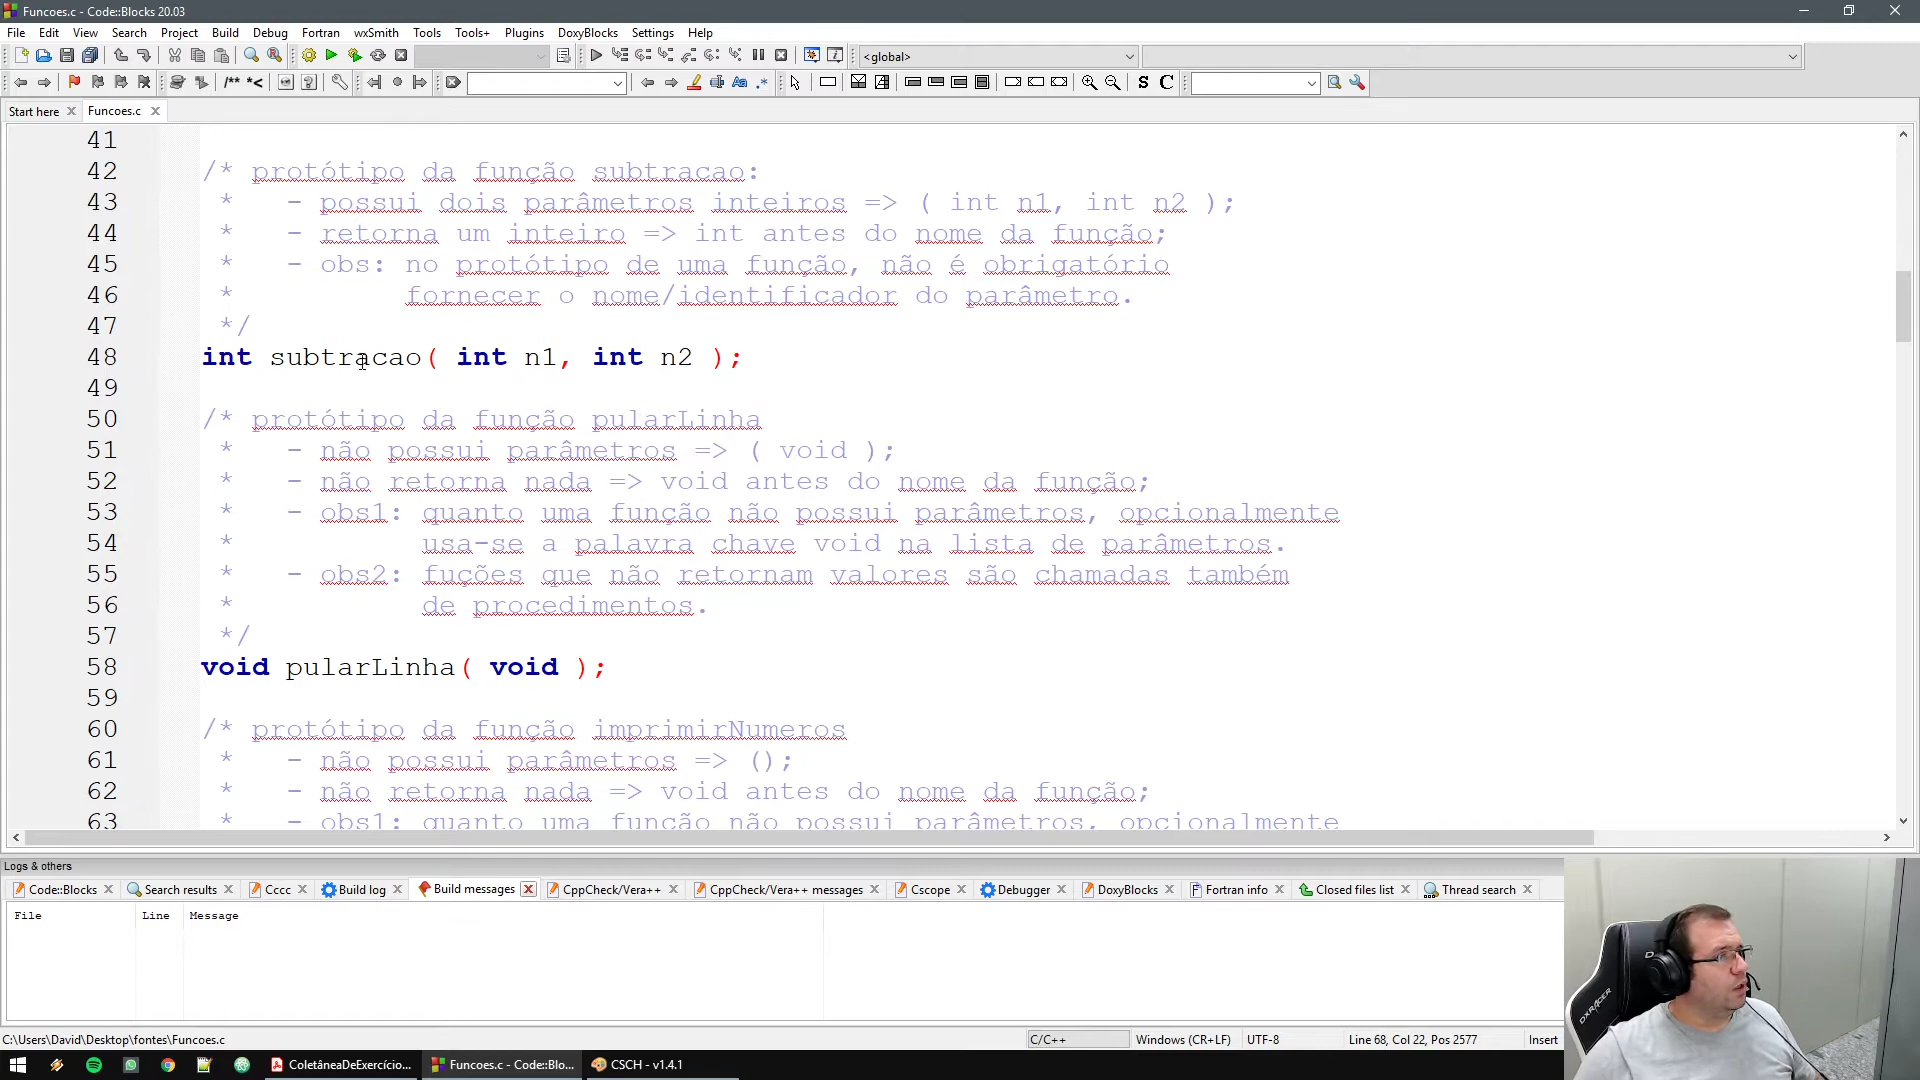 Funcoes.c - Code::Blocks 20.03
File Edit View Search Project Build Debug Fortran wxSmith Tools Tools+ Plugins DoxyBlocks Settings Help
<global>
/** *< Aa .* S C
Start here Funcoes.c
41
42 /* protótipo da função subtracao:
43 * - possui dois parâmetros inteiros => ( int n1, int n2 );
44 * - retorna um inteiro => int antes do nome da função;
45 * - obs: no protótipo de uma função, não é obrigatório
46 * fornecer o nome/identificador do parâmetro.
47 */
48 int subtracao( int n1, int n2 );
49
50 /* protótipo da função pularLinha
51 * - não possui parâmetros => ( void );
52 * - não retorna nada => void antes do nome da função;
53 * - obs1: quanto uma função não possui parâmetros, opcionalmente
54 * usa-se a palavra chave void na lista de parâmetros.
55 * - obs2: fuções que não retornam valores são chamadas também
56 * de procedimentos.
57 */
58 void pularLinha( void );
59
60 /* protótipo da função imprimirNumeros
61 * - não possui parâmetros => ();
62 * - não retorna nada => void antes do nome da função;
63 * - obs1: quanto uma função não possui parâmetros, opcionalmente
Logs & others
Code::Blocks Search results Cccc Build log Build messages CppCheck/Vera++ CppCheck/Vera++ messages Cscope Debugger DoxyBlocks Fortran info Closed files list Thread search
File Line Message
DXRACER
C:\Users\David\Desktop\fontes\Funcoes.c C/C++ Windows (CR+LF) UTF-8 Line 68, Col 22, Pos 2577 Insert
ColetâneaDeExercício... Funcoes.c - Code::Blo... CSCH - v1.4.1